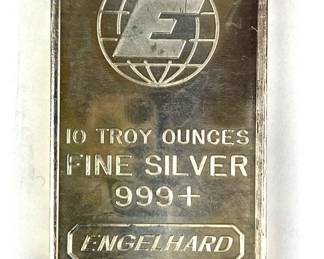 E
10 TROY OUNCES
FINE SILVER
999+
ENGELHARD